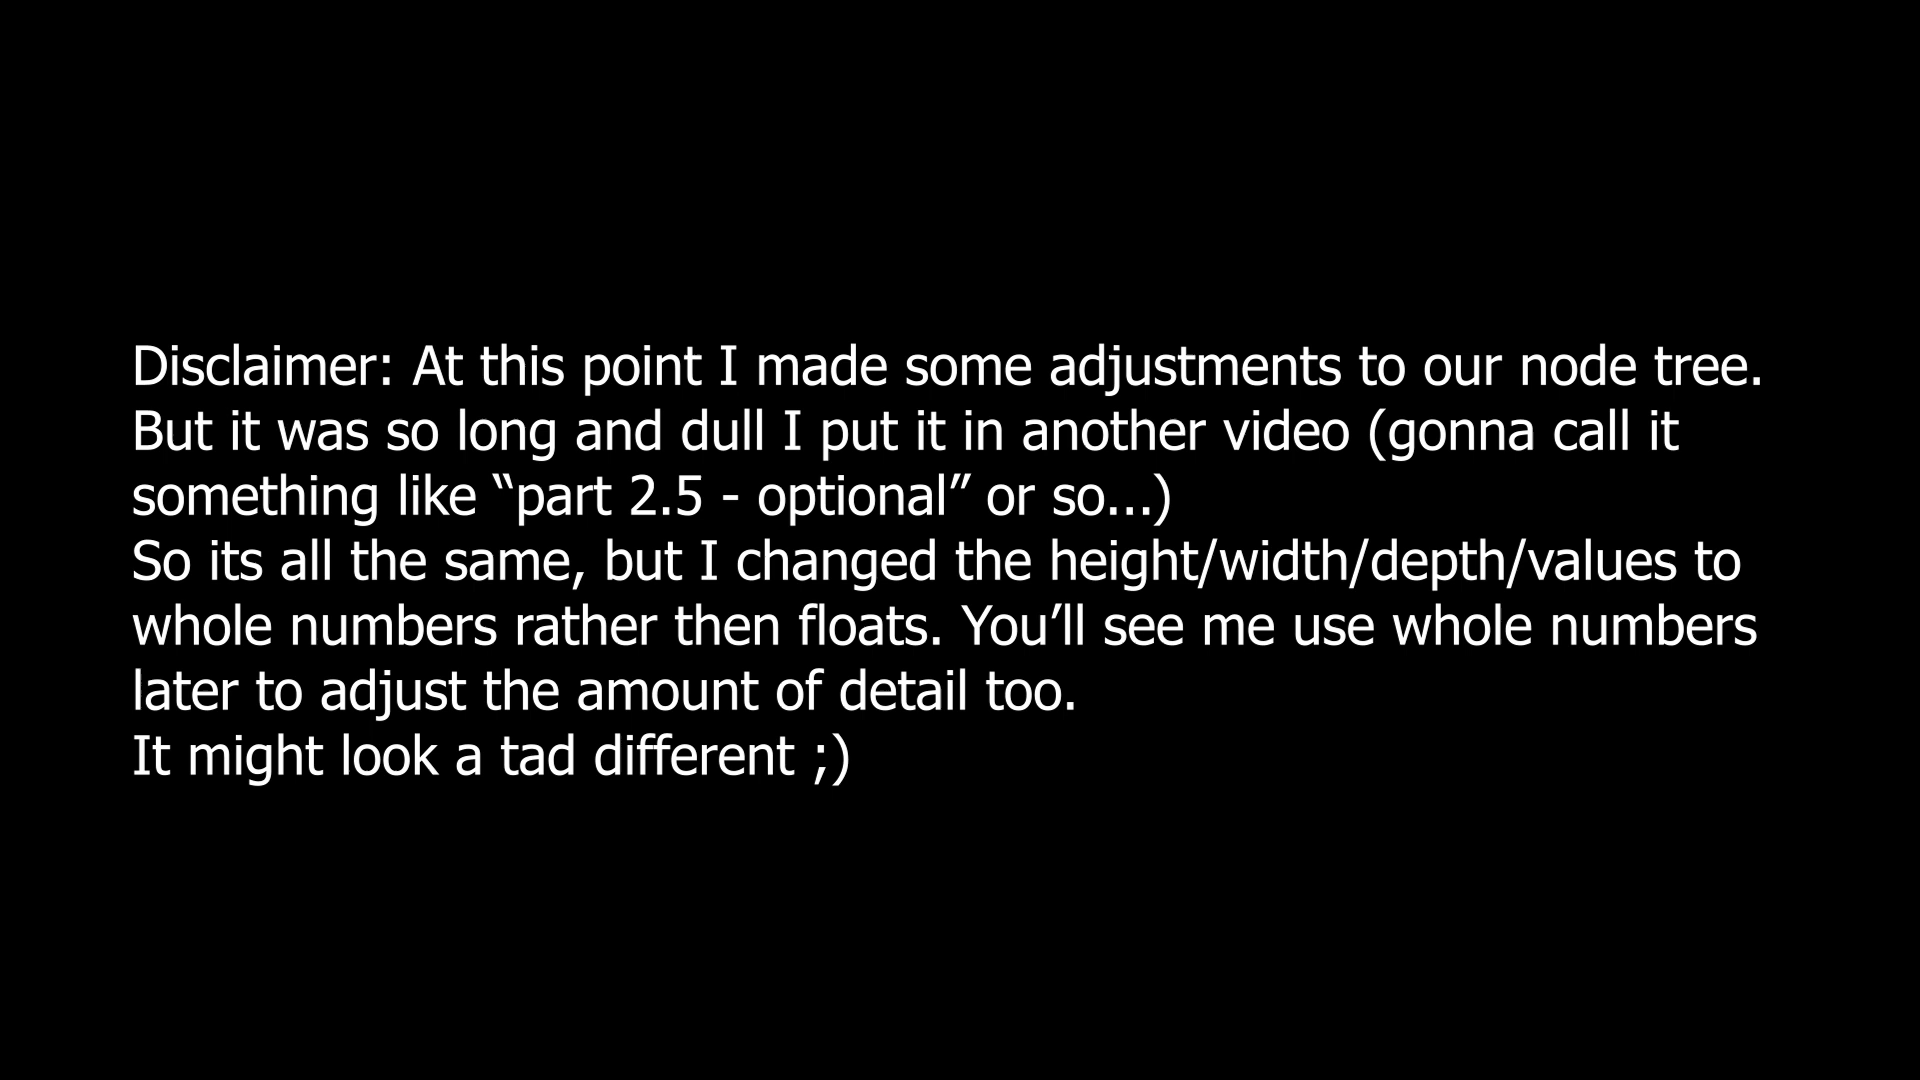 Disclaimer: At this point I made some adjustments to our node tree.
But it was so long and dull I put it in another video (gonna call it
something like “part 2.5 - optional” or so...)
So its all the same, but I changed the height/width/depth/values to
whole numbers rather then floats. You’ll see me use whole numbers
later to adjust the amount of detail too.
It might look a tad different ;)